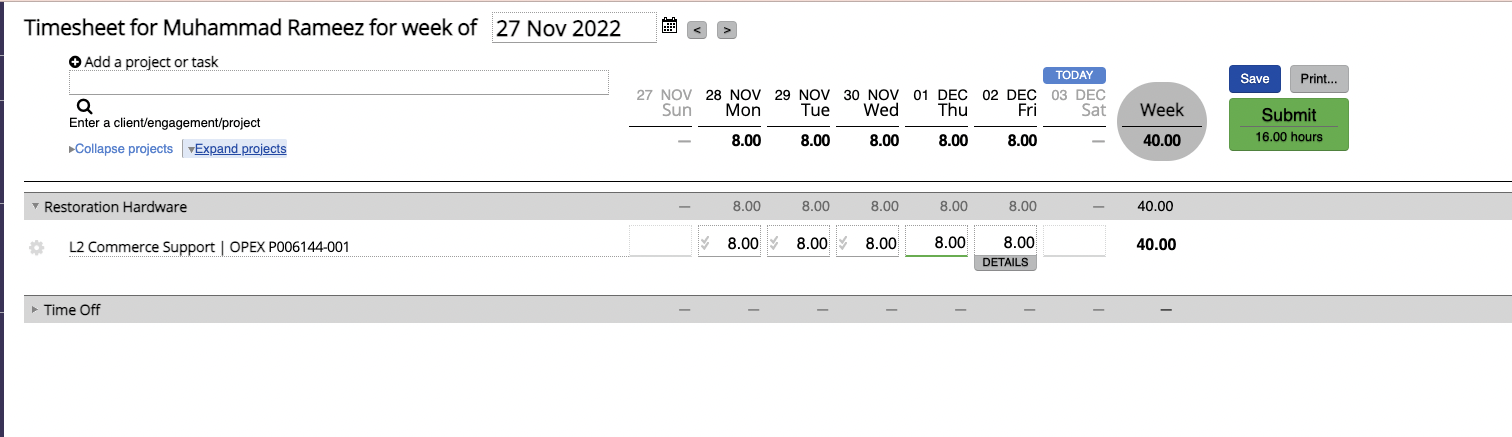 Timesheet for Muhammad Rameez for week of 27 Nov 2022 < >
Add a project or task
Enter a client/engagement/project
Collapse projects Expand projects
TODAY
27 NOV 28 NOV 29 NOV 30 NOV 01 DEC 02 DEC 03 DEC
Sun Mon Tue Wed Thu Fri Sat Week
— 8.00 8.00 8.00 8.00 8.00 — 40.00
Save Print...
Submit
16.00 hours
Restoration Hardware — 8.00 8.00 8.00 8.00 8.00 — 40.00
L2 Commerce Support | OPEX P006144-001 8.00 8.00 8.00 8.00 8.00 40.00
DETAILS
Time Off — — — — — — — —